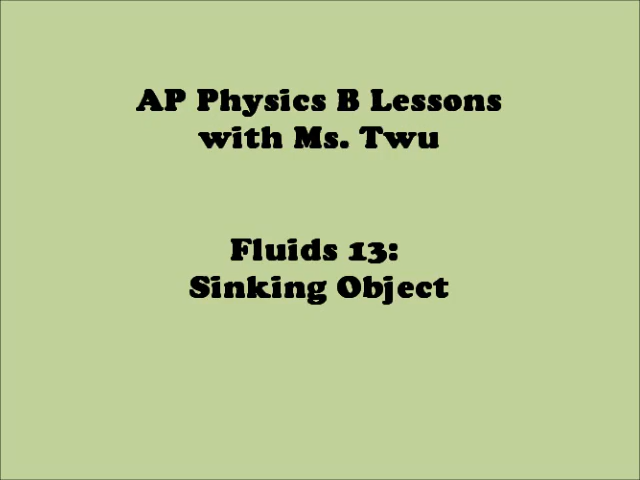 AP Physics B Lessons
with Ms. Twu
Fluids 13:
Sinking Object